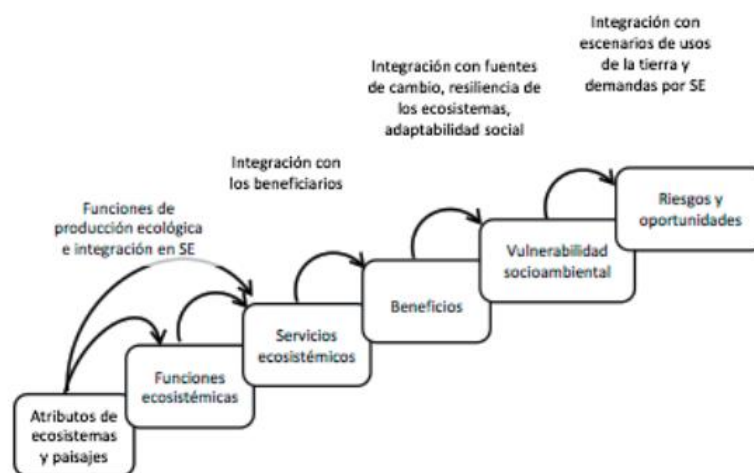 Integración con
escenarios de usos
de la tierra y
demandas por SE
Integración con fuentes
de cambio, resiliencia de
los ecosistemas,
adaptabilidad social
Integración con
los beneficiarios
Funciones de
producción ecológica
e integración en SE
Riesgos y
oportunidades
Vulnerabilidad
socioambiental
Beneficios
Servicios
ecosistémicos
Funciones
ecosistémicas
Atributos de
ecosistemas
y paisajes